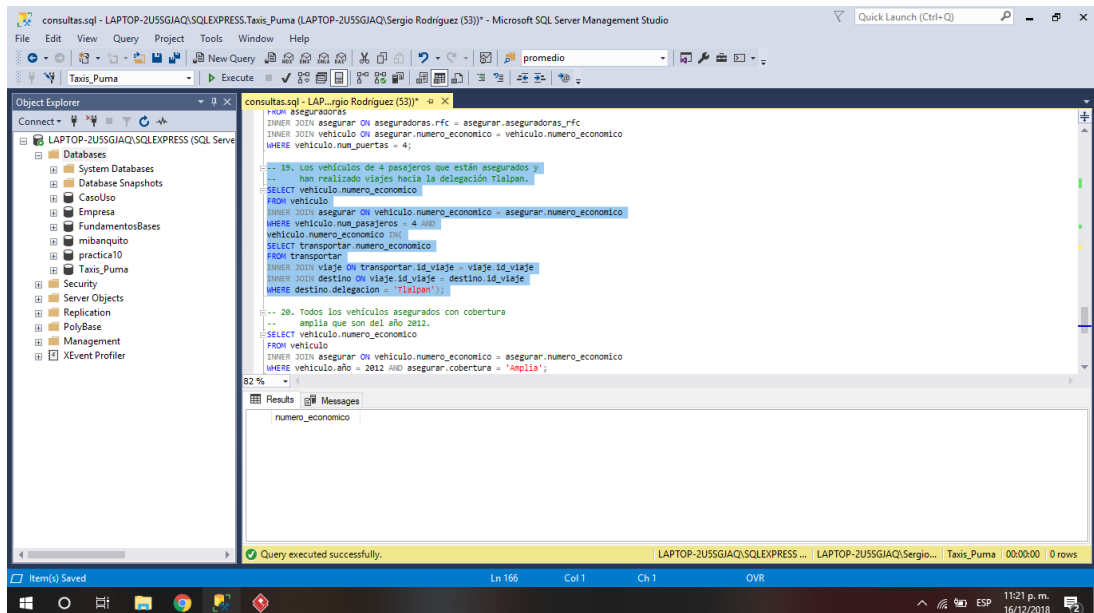 consultas.sql - LAPTOP-2U5SGJAQ\SQLEXPRESS.Taxis_Puma (LAPTOP-2U5SGJAQ\Sergio Rodríguez (53))* - Microsoft SQL Server Management Studio
Quick Launch (Ctrl+Q)
File Edit View Query Project Tools Window Help
New Query
promedio
Taxis_Puma
Execute
Object Explorer
consultas.sql - LAP...rgio Rodríguez (53))*
Connect
LAPTOP-2U5SGJAQ\SQLEXPRESS (SQL Serve
Databases
System Databases
Database Snapshots
CasoUso
Empresa
FundamentosBases
mibanquito
practica10
Taxis_Puma
Security
Server Objects
Replication
PolyBase
Management
XEvent Profiler
FROM aseguradoras
INNER JOIN asegurar ON aseguradoras.rfc = asegurar.aseguradoras_rfc
INNER JOIN vehiculo ON asegurar.numero_economico = vehiculo.numero_economico
WHERE vehiculo.num_puertas = 4;
-- 19. Los vehículos de 4 pasajeros que están asegurados y
-- han realizado viajes hacia la delegación Tlalpan.
SELECT vehiculo.numero_economico
FROM vehiculo
INNER JOIN asegurar ON vehiculo.numero_economico = asegurar.numero_economico
WHERE vehiculo.num_pasajeros = 4 AND
vehiculo.numero_economico IN(
SELECT transportar.numero_economico
FROM transportar
INNER JOIN viaje ON transportar.id_viaje = viaje.id_viaje
INNER JOIN destino ON viaje.id_viaje = destino.id_viaje
WHERE destino.delegacion = 'Tlalpan');
-- 20. Todos los vehículos asegurados con cobertura
-- amplia que son del año 2012.
SELECT vehiculo.numero_economico
FROM vehiculo
INNER JOIN asegurar ON vehiculo.numero_economico = asegurar.numero_economico
WHERE vehiculo.año = 2012 AND asegurar.cobertura = 'Amplia';
82 %
Results Messages
numero_economico
Query executed successfully.
LAPTOP-2U5SGJAQ\SQLEXPRESS ... LAPTOP-2U5SGJAQ\Sergio... Taxis_Puma 00:00:00 0 rows
Item(s) Saved
Ln 166 Col 1 Ch 1 OVR
ESP
11:21 p. m.
16/12/2018
2